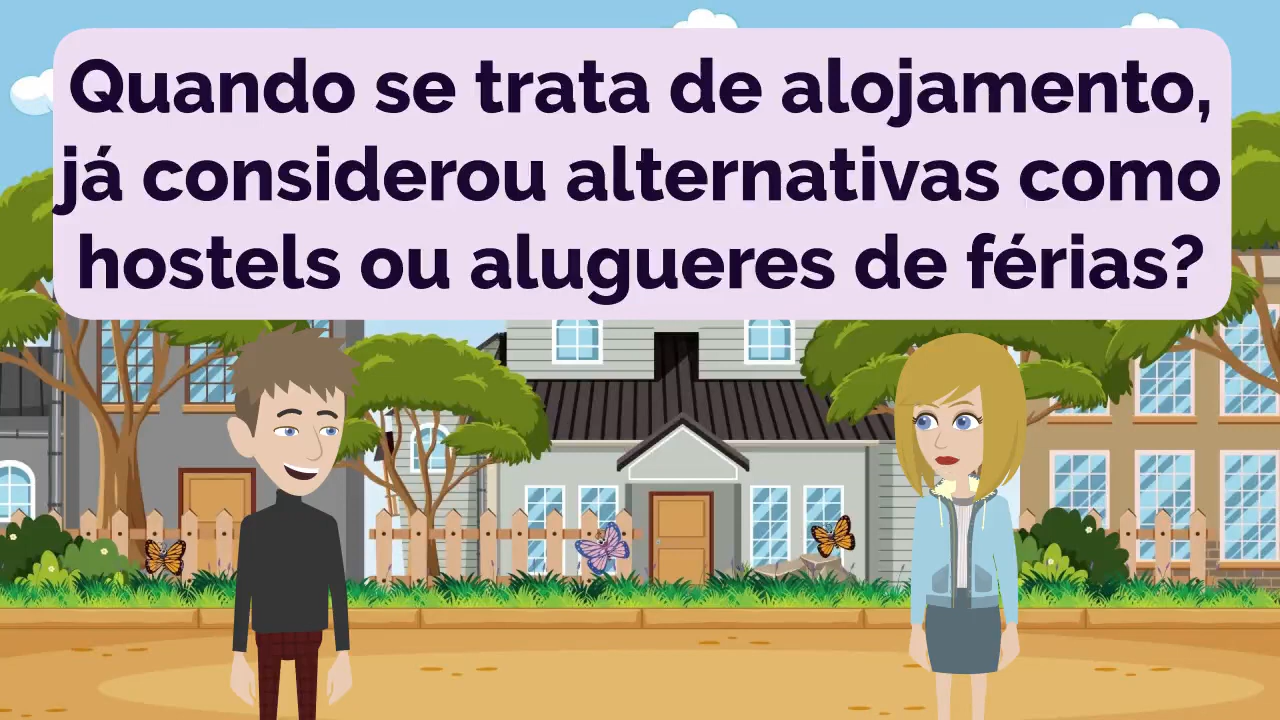 Quando se trata de alojamento,
já considerou alternativas como
hostels ou alugueres de férias?